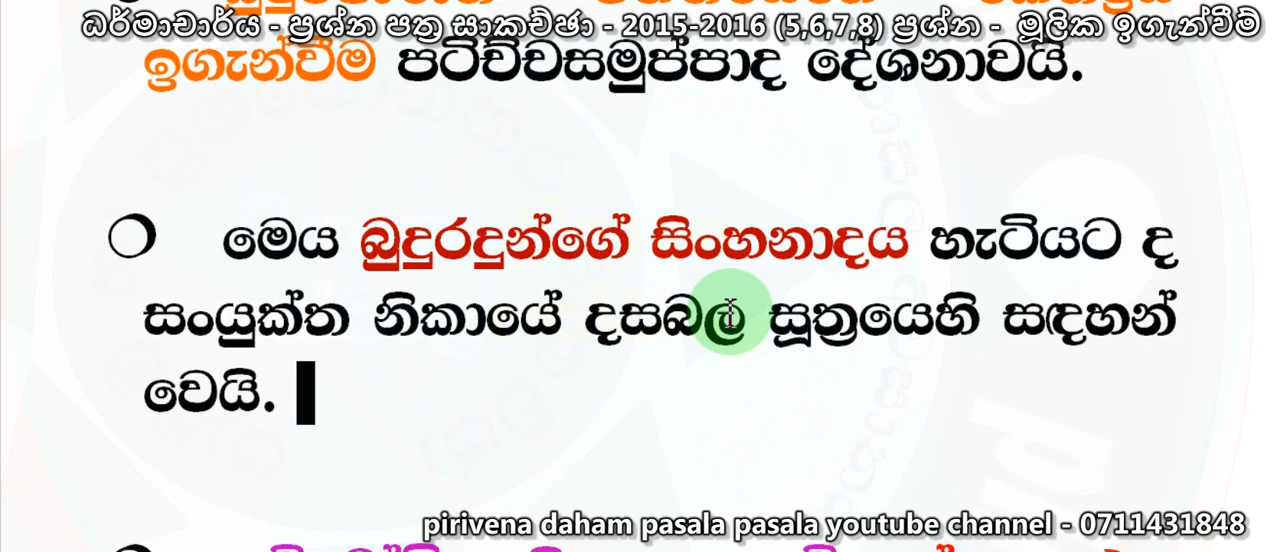 ධර්මාචාර්ය - ප්‍රශ්න පත්‍ර සාකච්ඡා - 2015-2016 (5,6,7,8) ප්‍රශ්න - මූලික ඉගැන්වීම්
ඉගැන්වීම පටිච්චසමුප්පාද දේශනාවයි.
මෙය බුදුරදුන්ගේ සිංහනාදය හැටියට ද
සංයුක්ත නිකායේ දසබල සූත්‍රයෙහි සඳහන්
වෙයි.
pirivena daham pasala pasala youtube channel - 0711431848